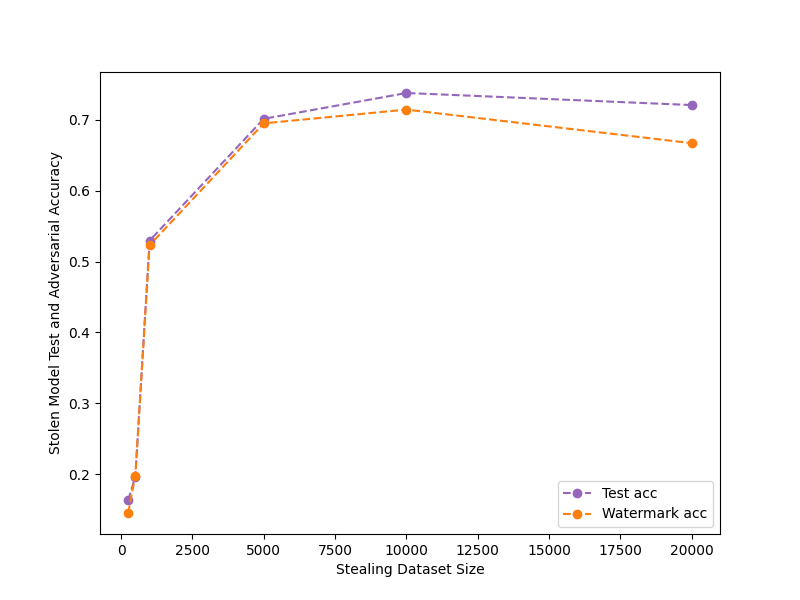 0.7
0.6
0.5
0.4
0.3
0.2
Stolen Model Test and Adversarial Accuracy
Test acc
Watermark acc
0 2500 5000 7500 10000 12500 15000 17500 20000
Stealing Dataset Size